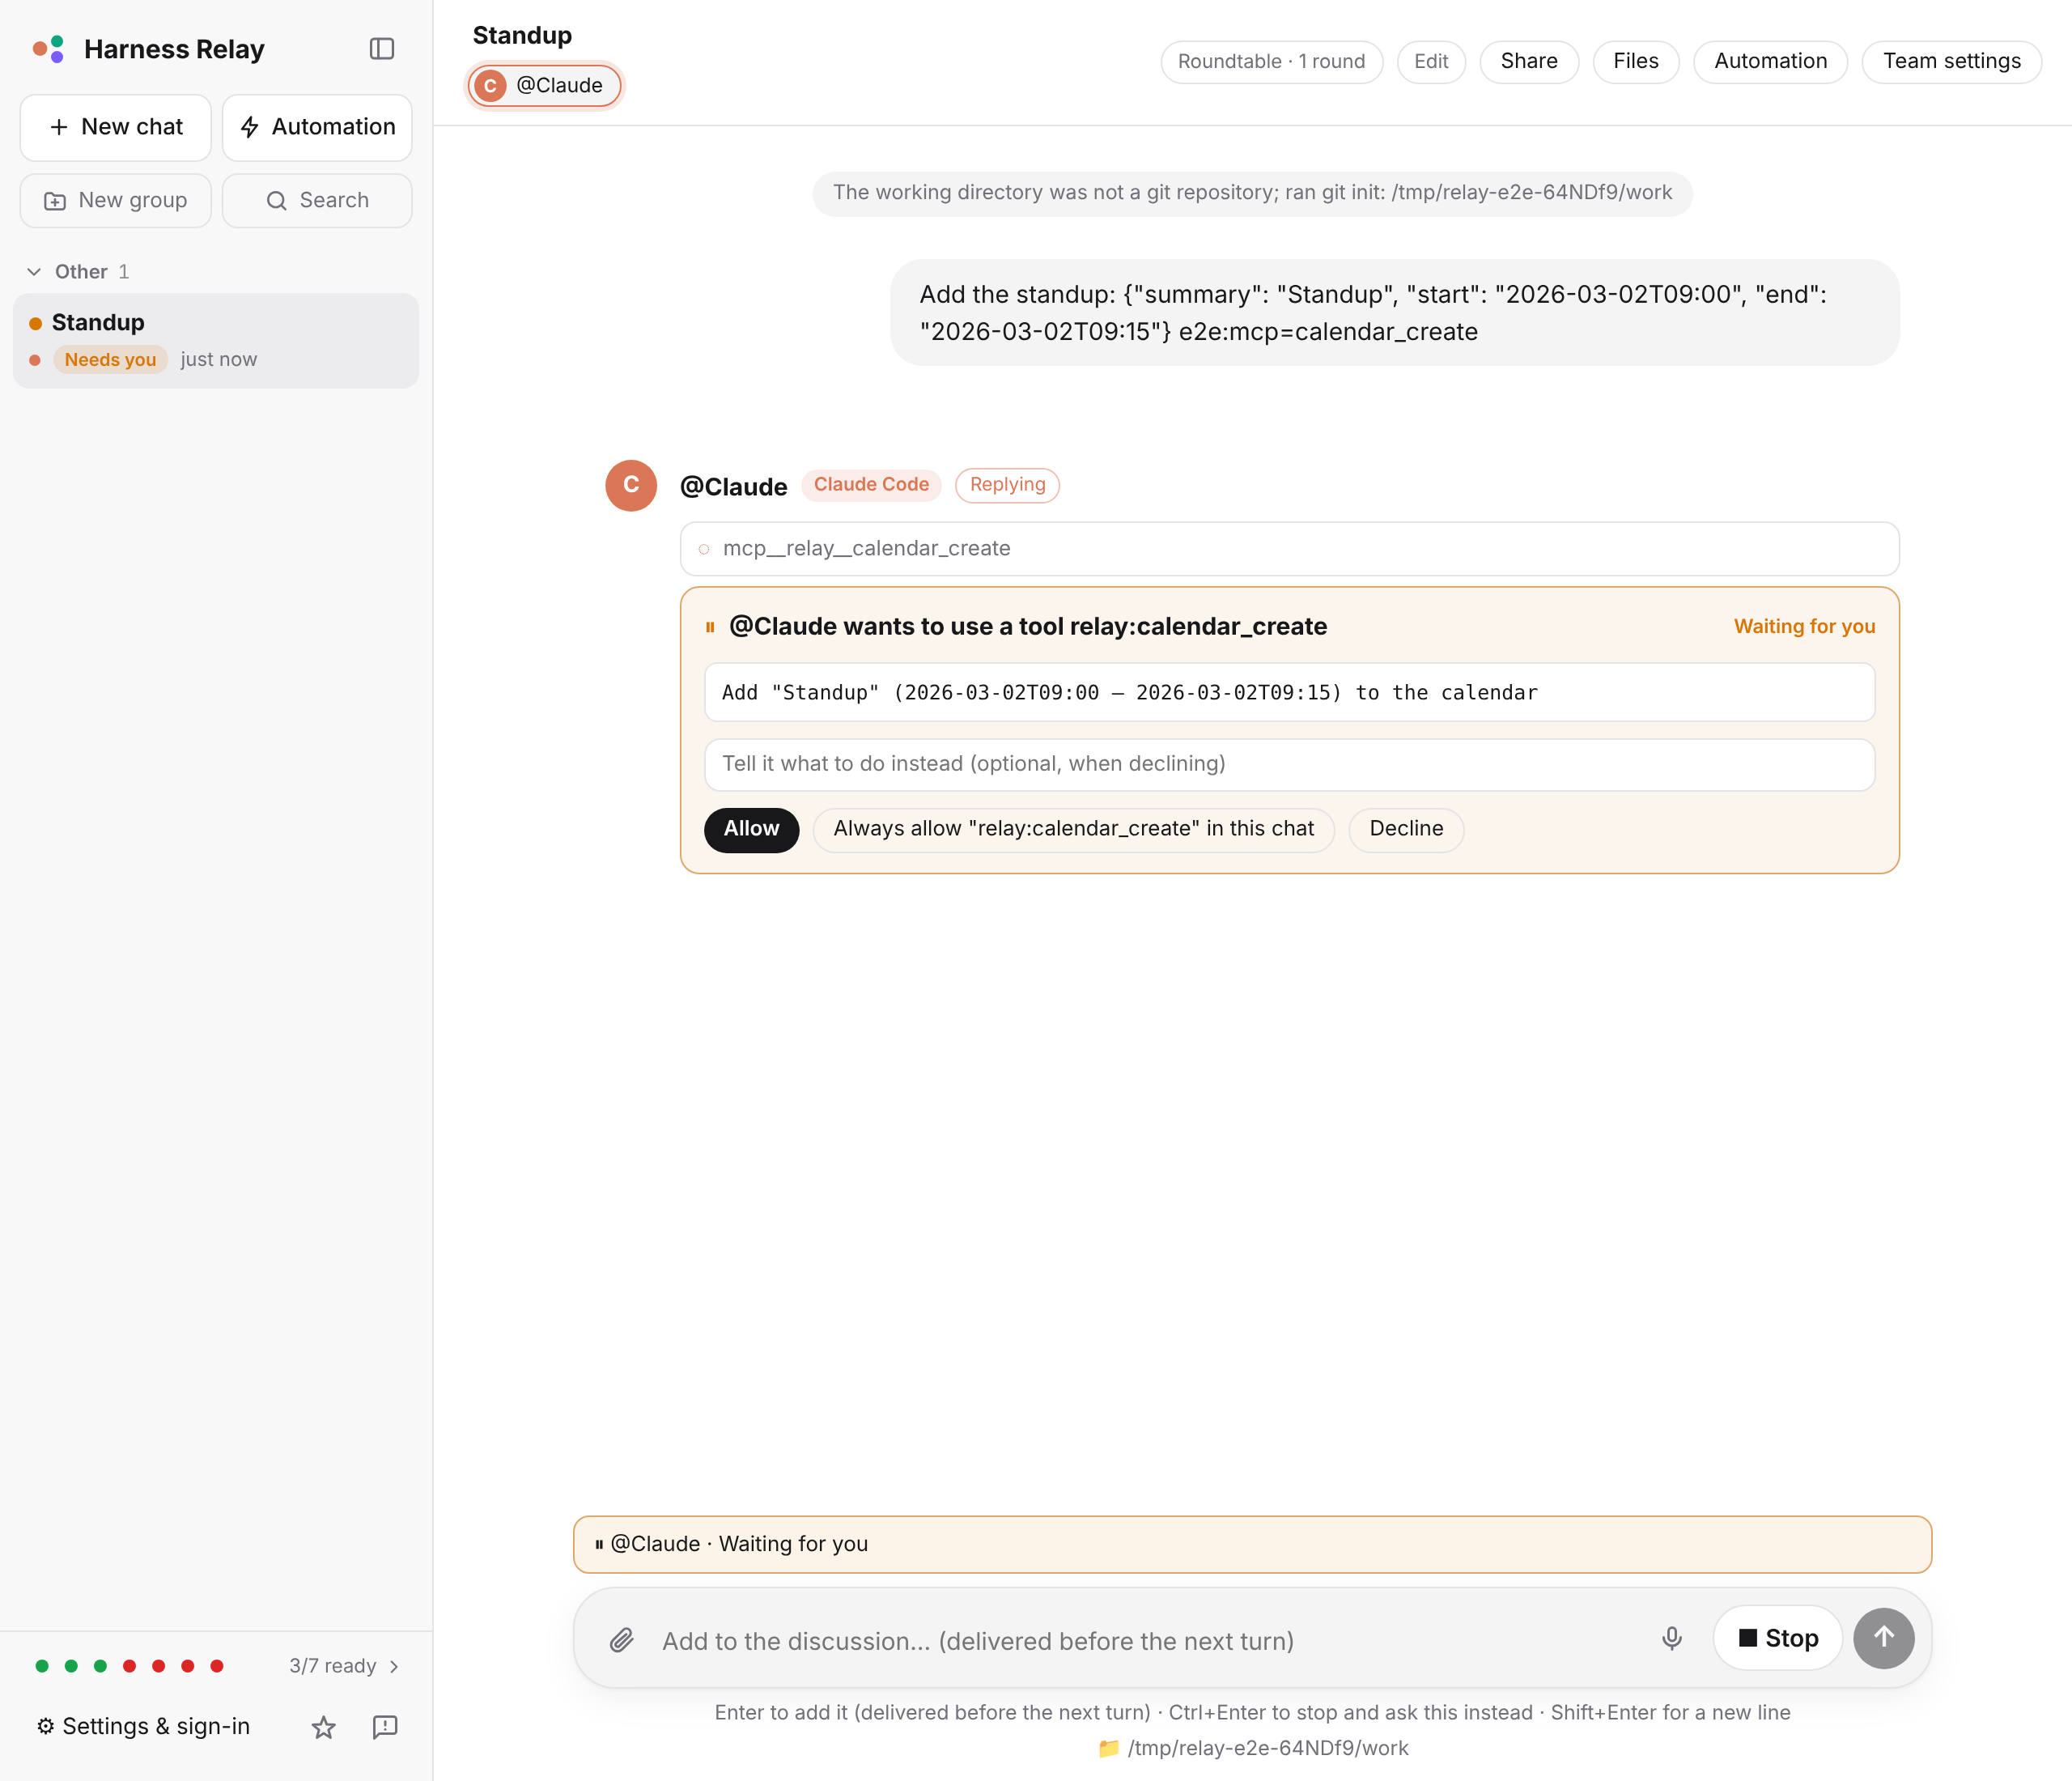 Harness Relay
New chat
Automation
New group
Search
Other 1
Standup
Needs you just now
3/7 ready
Settings & sign-in
Standup
C @Claude
Roundtable · 1 round
Edit
Share
Files
Automation
Team settings
The working directory was not a git repository; ran git init: /tmp/relay-e2e-64NDf9/work
Add the standup: {"summary": "Standup", "start": "2026-03-02T09:00", "end":
"2026-03-02T09:15"} e2e:mcp=calendar_create
C @Claude Claude Code Replying
mcp__relay__calendar_create
@Claude wants to use a tool relay:calendar_create Waiting for you
Add "Standup" (2026-03-02T09:00 – 2026-03-02T09:15) to the calendar
Tell it what to do instead (optional, when declining)
Allow
Always allow "relay:calendar_create" in this chat
Decline
@Claude · Waiting for you
Add to the discussion… (delivered before the next turn)
Stop
Enter to add it (delivered before the next turn) · Ctrl+Enter to stop and ask this instead · Shift+Enter for a new line
/tmp/relay-e2e-64NDf9/work